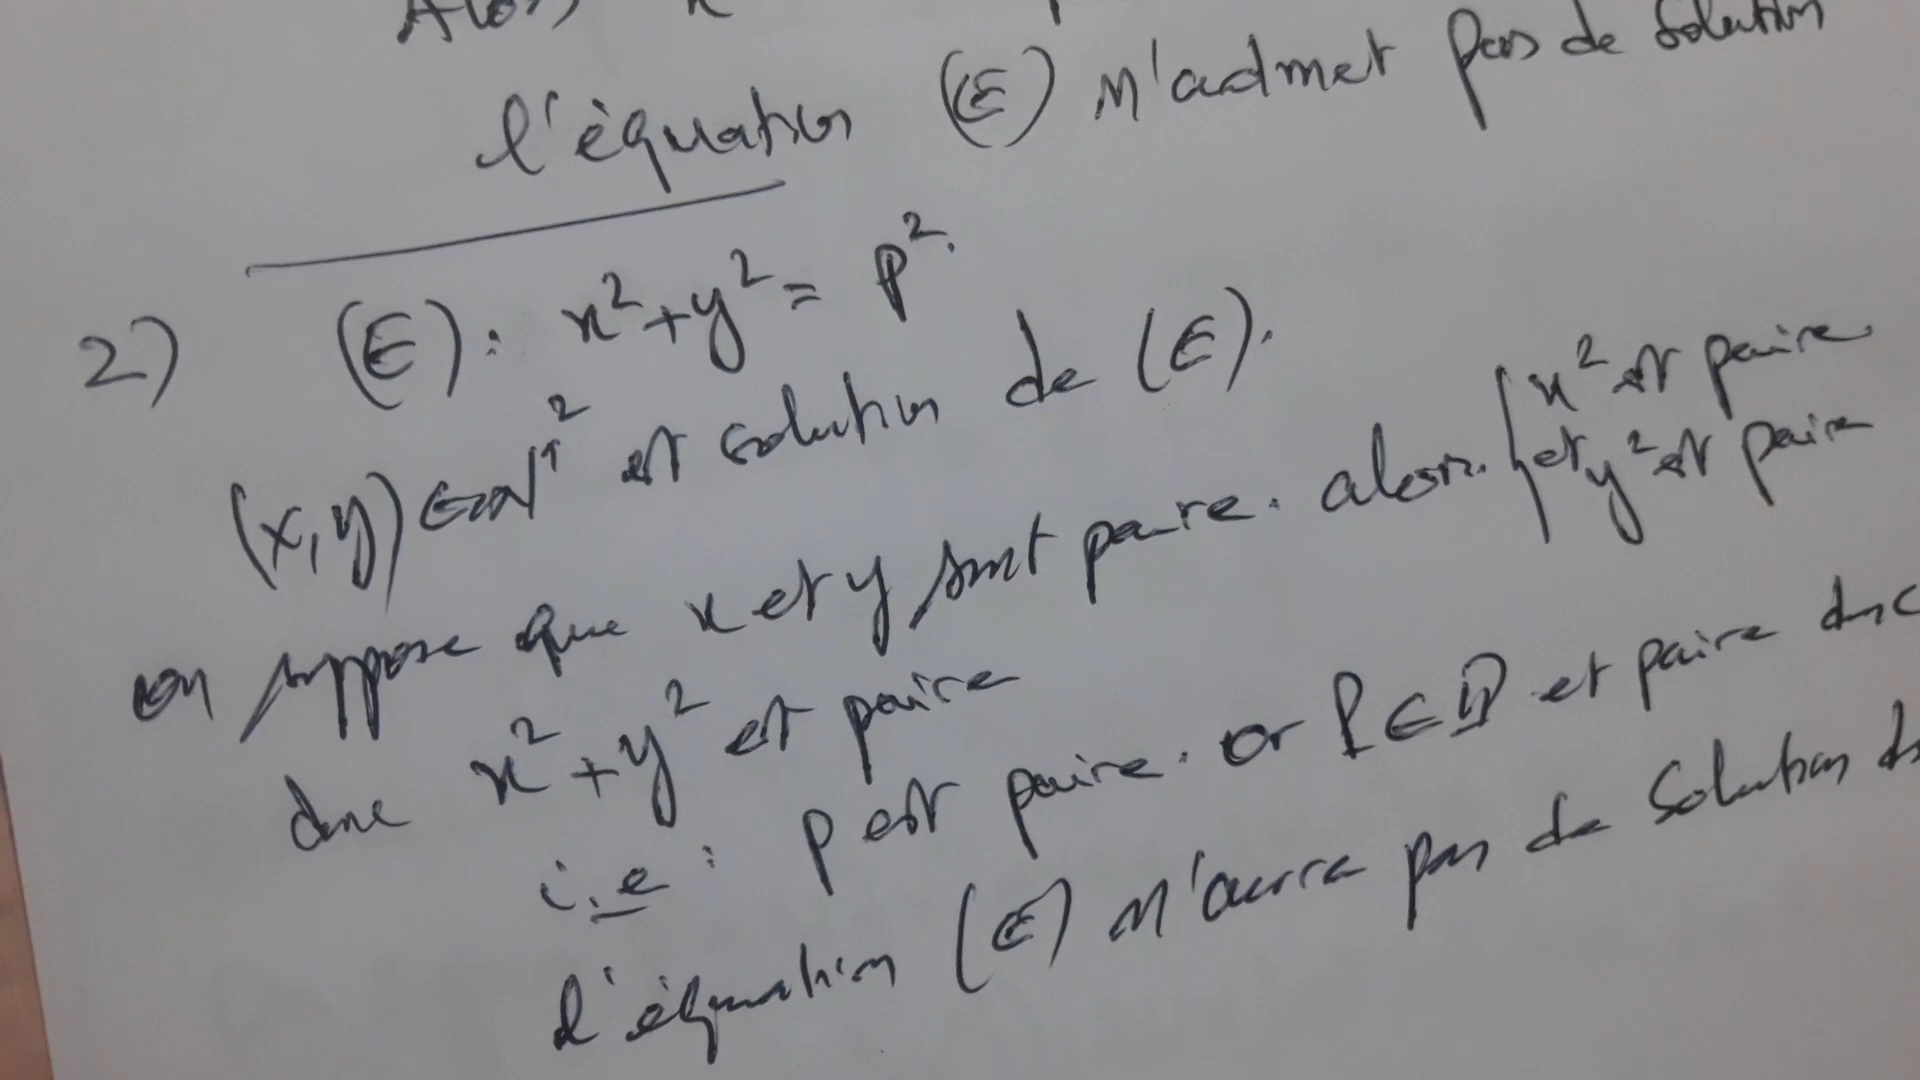 Alors x
l'équation (E) n'admet pas de solution
2) (E): x²+y² = p².
(x,y) ∈ ℕ² est solution de (E).
on suppose que x et y sont paire. alors. { x² est paire
et y² est paire
donc x²+y² est paire
i.e : p est paire. or P ∈ ℙ et paire donc
l'équation (E) n'aura pas de solution